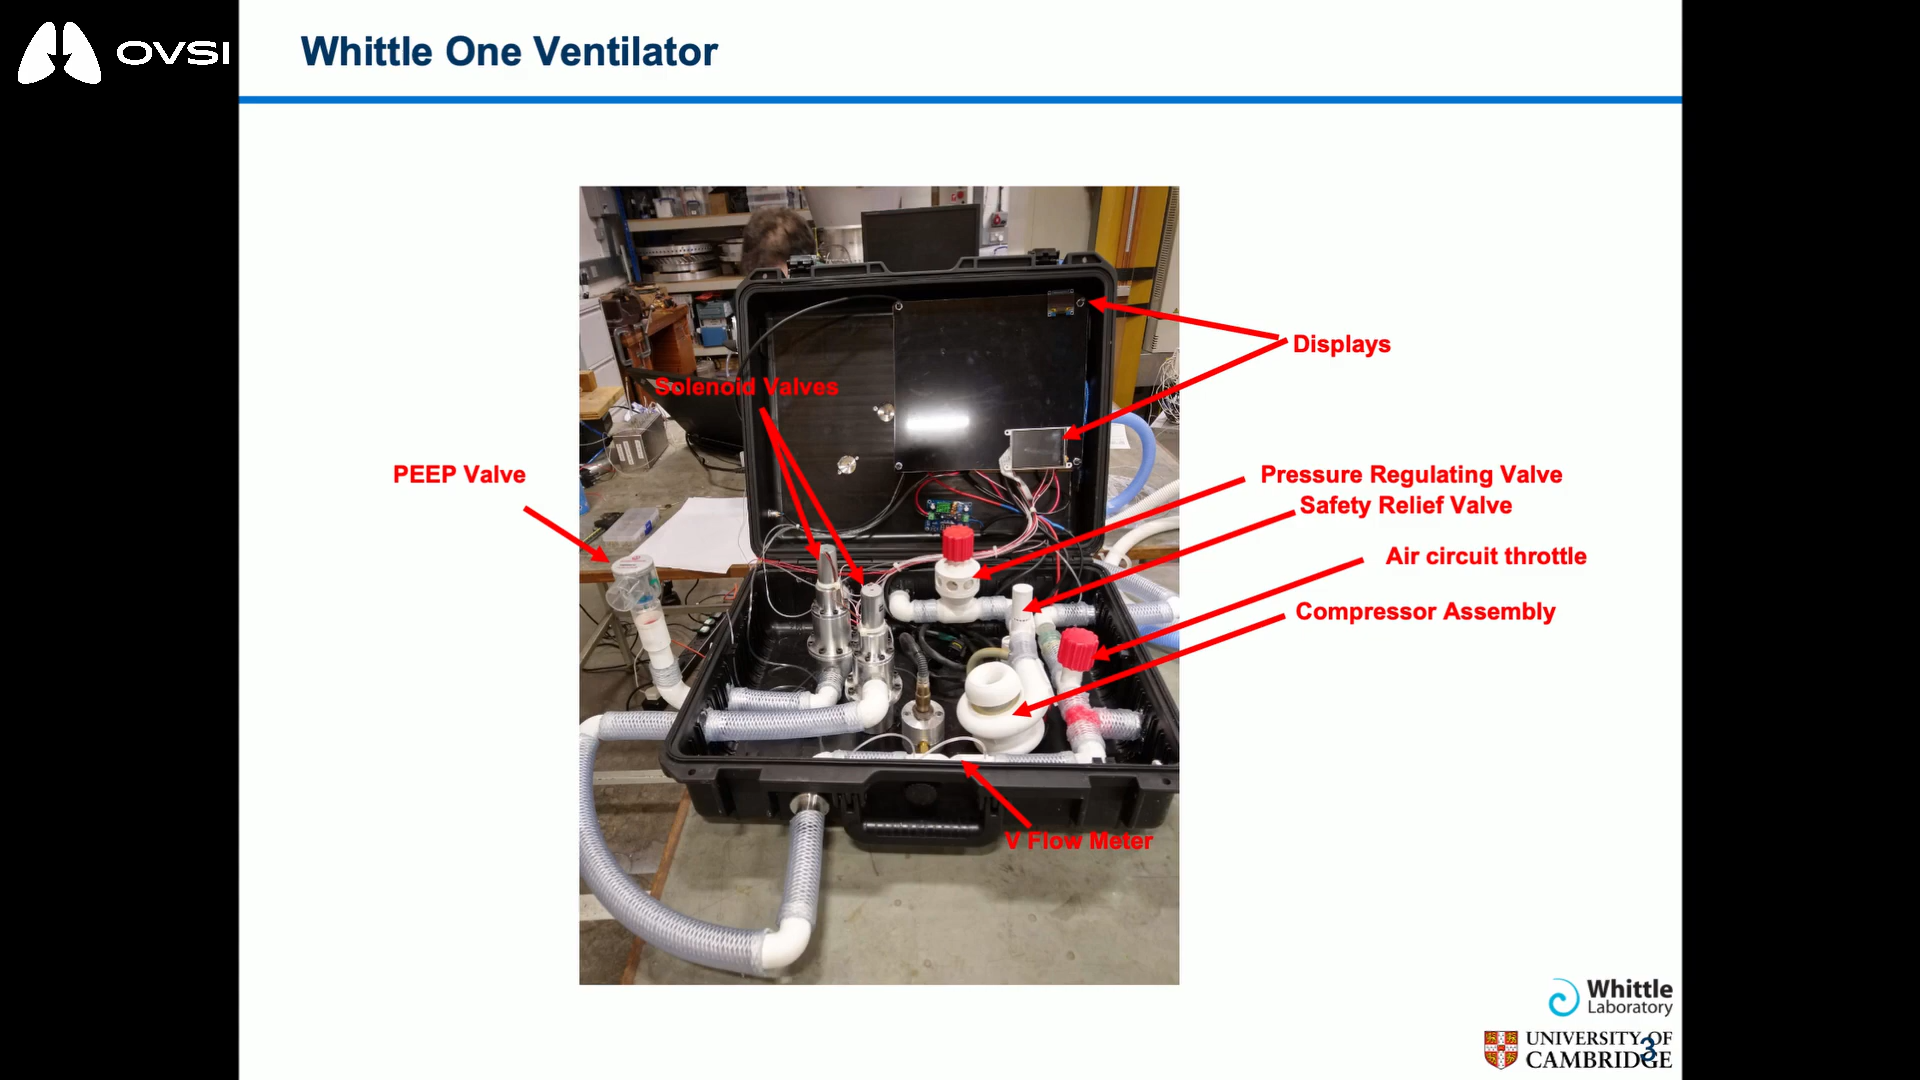 OVSI
Whittle One Ventilator
Displays
Solenoid Valves
PEEP Valve
Pressure Regulating Valve
Safety Relief Valve
Air circuit throttle
Compressor Assembly
V Flow Meter
Whittle
Laboratory
UNIVERSITY OF
CAMBRIDGE
3